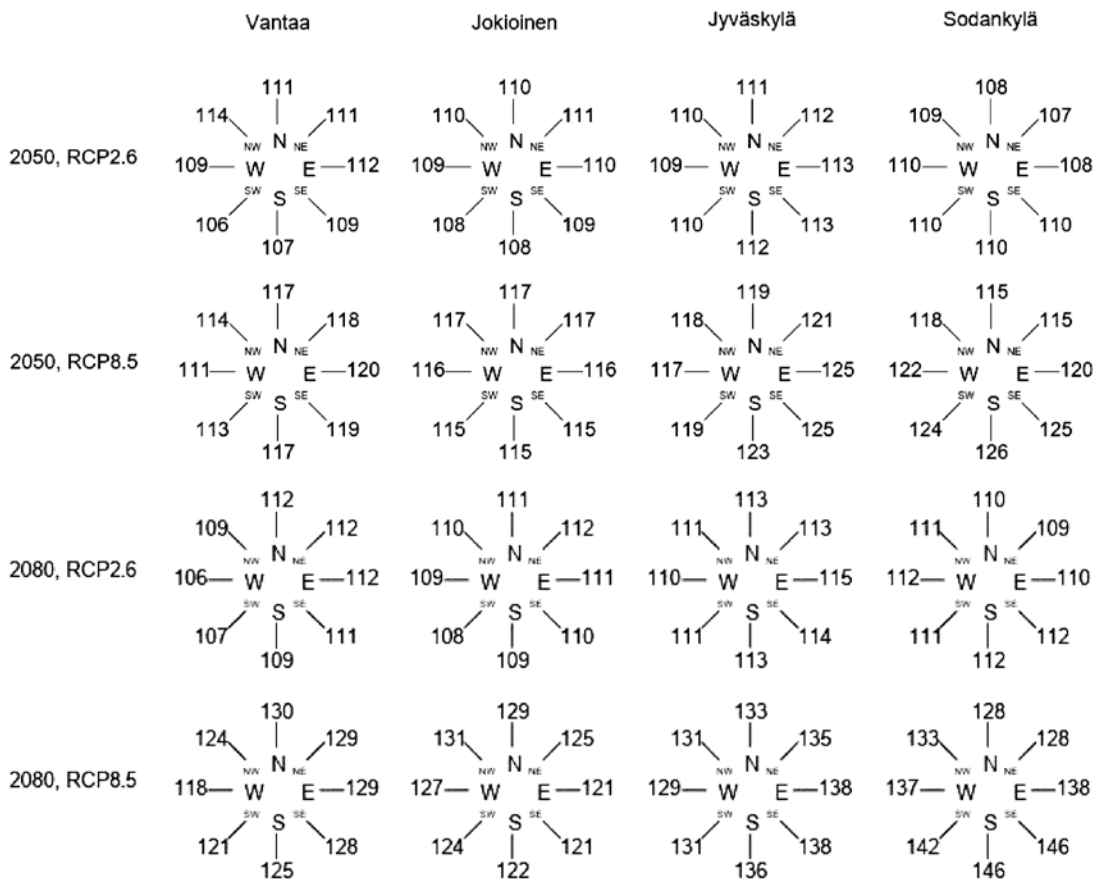 Vantaa Jokioinen Jyväskylä Sodankylä
111 110 111 108
114 111 110 111 110 112 109 107
NW N NE NW N NE NW N NE NW N NE
2050, RCP2.6 109 W E 112 109 W E 110 109 W E 113 110 W E 108
SW S SE SW S SE SW S SE SW S SE
106 109 108 109 110 113 110 110
107 108 112 110
117 117 119 115
114 118 117 117 118 121 118 115
NW N NE NW N NE NW N NE NW N NE
2050, RCP8.5 111 W E 120 116 W E 116 117 W E 125 122 W E 120
SW S SE SW S SE SW S SE SW S SE
113 119 115 115 119 125 124 125
117 115 123 126
112 111 113 110
109 112 110 112 111 113 111 109
NW N NE NW N NE NW N NE NW N NE
2080, RCP2.6 106 W E 112 109 W E 111 110 W E 115 112 W E 110
SW S SE SW S SE SW S SE SW S SE
107 111 108 110 111 114 111 112
109 109 113 112
130 129 133 128
124 129 131 125 131 135 133 128
NW N NE NW N NE NW N NE NW N NE
2080, RCP8.5 118 W E 129 127 W E 121 129 W E 138 137 W E 138
SW S SE SW S SE SW S SE SW S SE
121 128 124 121 131 138 142 146
125 122 136 146